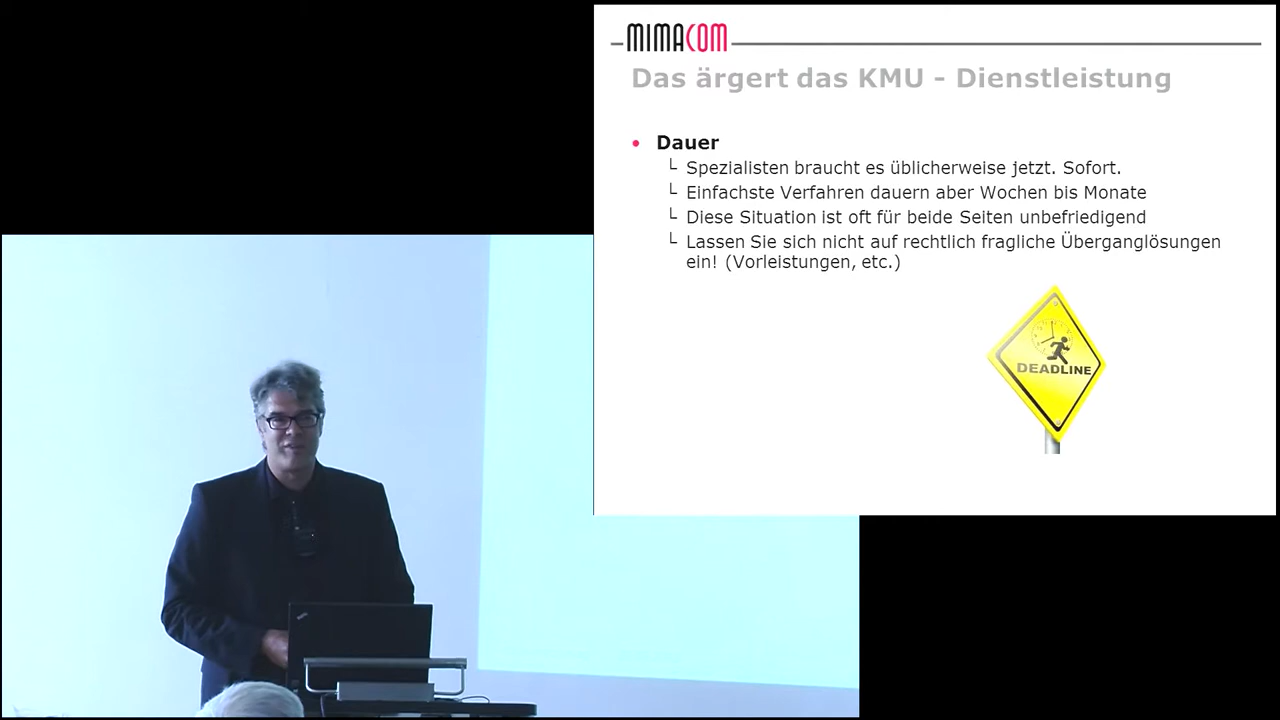 MIMACOM
Das ärgert das KMU - Dienstleistung
• Dauer
└ Spezialisten braucht es üblicherweise jetzt. Sofort.
└ Einfachste Verfahren dauern aber Wochen bis Monate
└ Diese Situation ist oft für beide Seiten unbefriedigend
└ Lassen Sie sich nicht auf rechtlich fragliche Überganglösungen
ein! (Vorleistungen, etc.)
DEADLINE